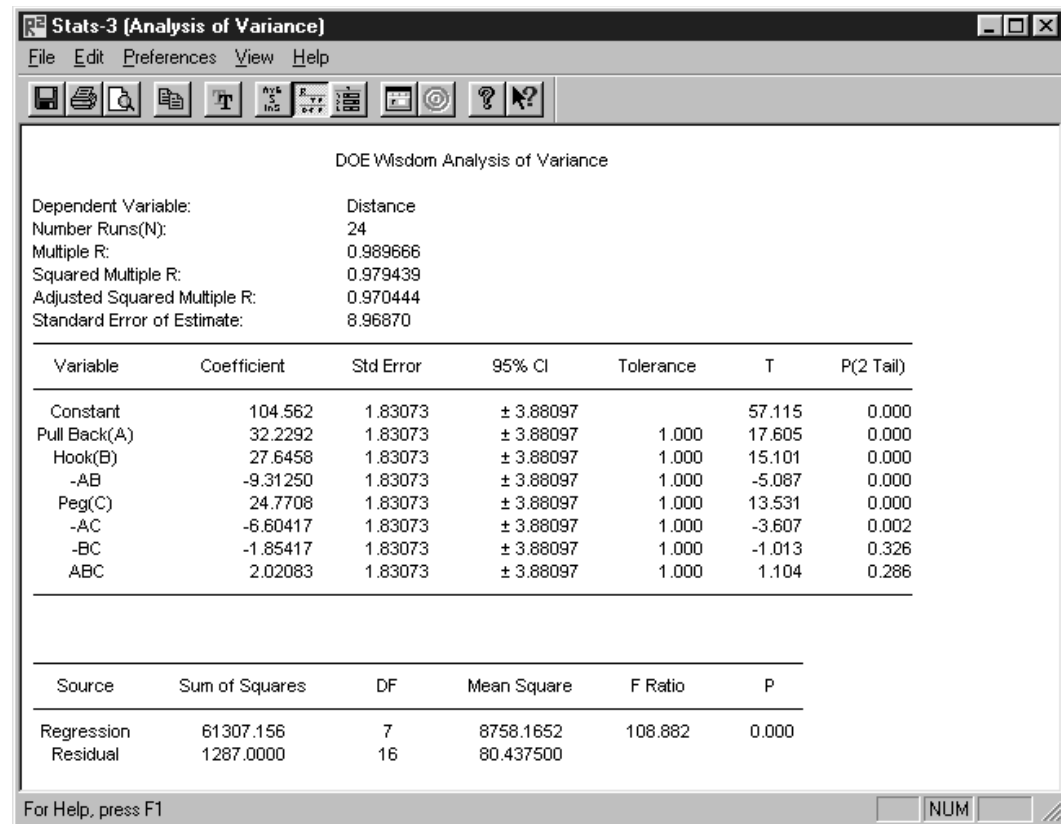 Stats-3 (Analysis of Variance)
File Edit Preferences View Help
DOE Wisdom Analysis of Variance
Dependent Variable: Distance
Number Runs(N): 24
Multiple R: 0.989666
Squared Multiple R: 0.979439
Adjusted Squared Multiple R: 0.970444
Standard Error of Estimate: 8.96870
Variable Coefficient Std Error 95% CI Tolerance T P(2 Tail)
Constant 104.562 1.83073 ± 3.88097 57.115 0.000
Pull Back(A) 32.2292 1.83073 ± 3.88097 1.000 17.605 0.000
Hook(B) 27.6458 1.83073 ± 3.88097 1.000 15.101 0.000
-AB -9.31250 1.83073 ± 3.88097 1.000 -5.087 0.000
Peg(C) 24.7708 1.83073 ± 3.88097 1.000 13.531 0.000
-AC -6.60417 1.83073 ± 3.88097 1.000 -3.607 0.002
-BC -1.85417 1.83073 ± 3.88097 1.000 -1.013 0.326
ABC 2.02083 1.83073 ± 3.88097 1.000 1.104 0.286
Source Sum of Squares DF Mean Square F Ratio P
Regression 61307.156 7 8758.1652 108.882 0.000
Residual 1287.0000 16 80.437500
For Help, press F1 NUM